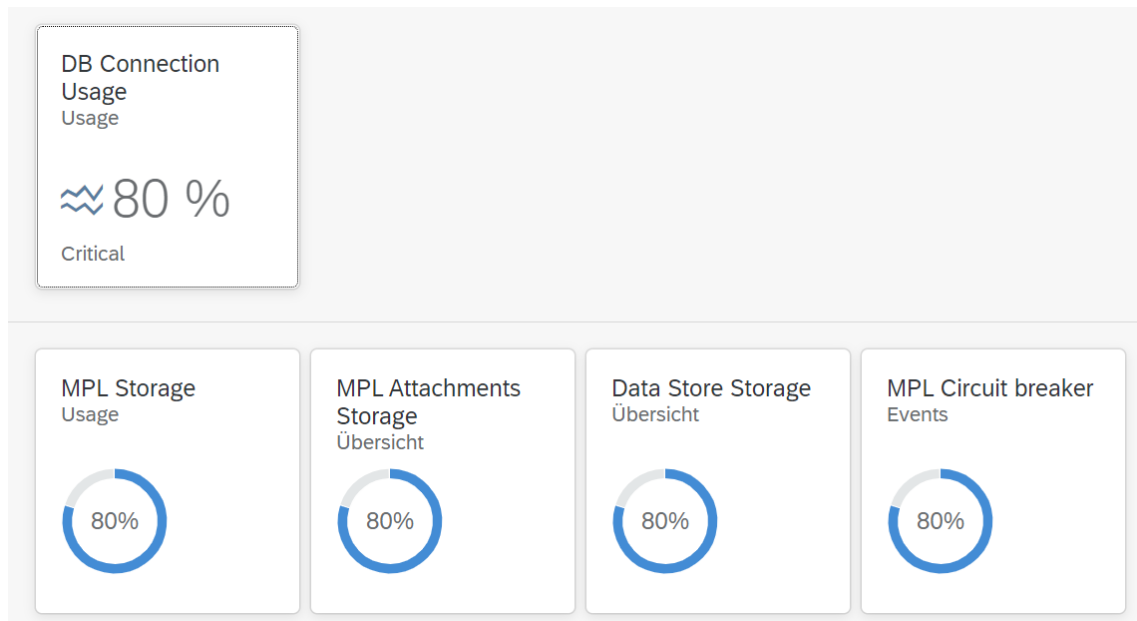 DB Connection
Usage
Usage
80 %
Critical
MPL Storage
Usage
80%
MPL Attachments
Storage
Übersicht
80%
Data Store Storage
Übersicht
80%
MPL Circuit breaker
Events
80%